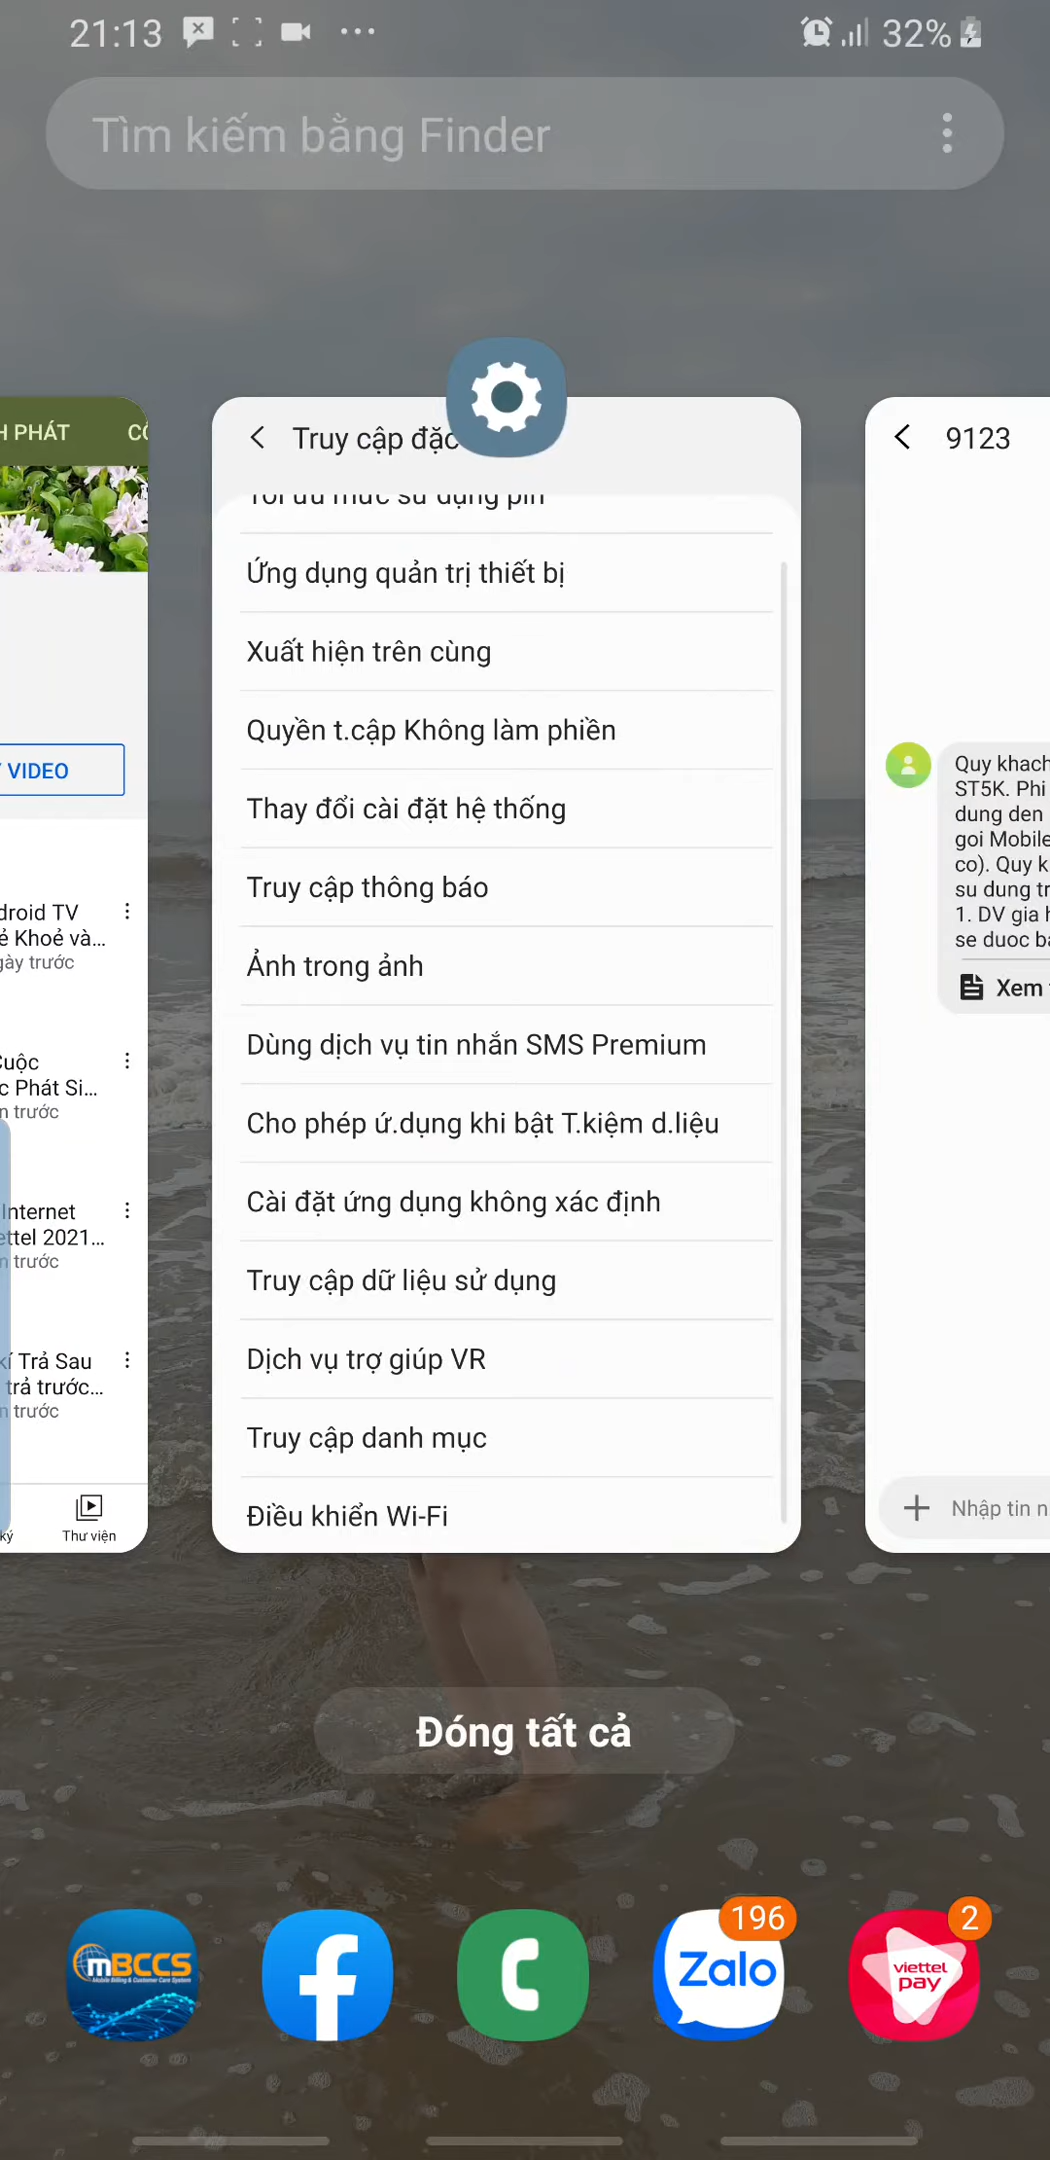 21:13
32%
Tìm kiếm bằng Finder
H PHÁT
VIDEO
droid TV
ẻ Khoẻ và...
gày trước
Cuộc
c Phát Si...
n trước
Internet
ettel 2021...
n trước
kí Trả Sau
trả trước...
n trước
ký
Thư viện
Truy cập đặc
Tối ưu mức sử dụng pin
Ứng dụng quản trị thiết bị
Xuất hiện trên cùng
Quyền t.cập Không làm phiền
Thay đổi cài đặt hệ thống
Truy cập thông báo
Ảnh trong ảnh
Dùng dịch vụ tin nhắn SMS Premium
Cho phép ứ.dụng khi bật T.kiệm d.liệu
Cài đặt ứng dụng không xác định
Truy cập dữ liệu sử dụng
Dịch vụ trợ giúp VR
Truy cập danh mục
Điều khiển Wi-Fi
9123
Quy khach
ST5K. Phi
dung den
goi Mobile
co). Quy k
su dung tr
1. DV gia h
se duoc ba
Xem
Nhập tin n
Đóng tất cả
mBCCS
Mobile Billing & Customer Care System
196
Zalo
2
viettel
pay